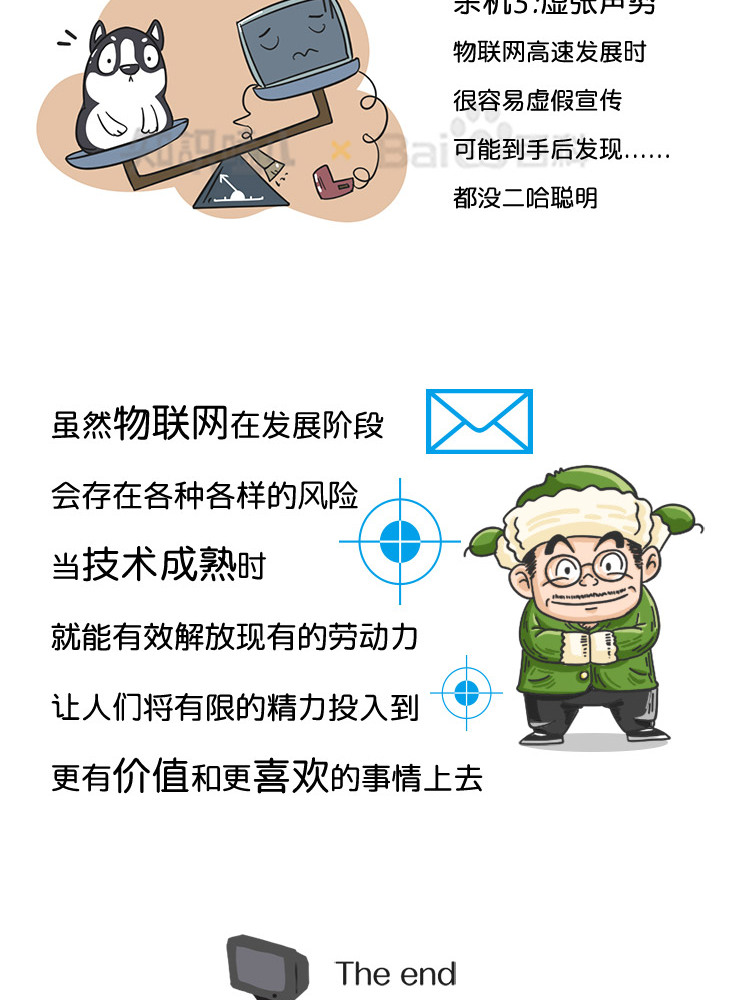 杀机3:虚张声势
物联网高速发展时
很容易虚假宣传
可能到手后发现……
都没二哈聪明
知识嗑儿 × Bai 百科
虽然物联网在发展阶段
会存在各种各样的风险
当技术成熟时
就能有效解放现有的劳动力
让人们将有限的精力投入到
更有价值和更喜欢的事情上去
The end